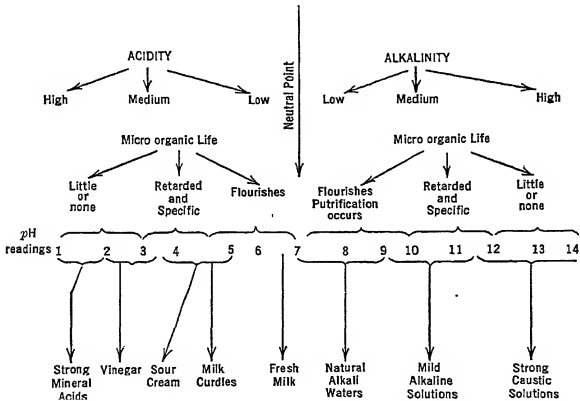 ACIDITY
ALKALINITY
Neutral Point
High Medium Low
Low Medium High
Micro organic Life
Micro organic Life
Little
or
none
Retarded
and
Specific
Flourishes
Flourishes
Putrification
occurs
Retarded
and
Specific
Little
or
none
pH
readings
1 2 3 4 5 6 7 8 9 10 11 12 13 14
Strong
Mineral
Acids
Vinegar
Sour
Cream
Milk
Curdles
Fresh
Milk
Natural
Alkali
Waters
Mild
Alkaline
Solutions
Strong
Caustic
Solutions